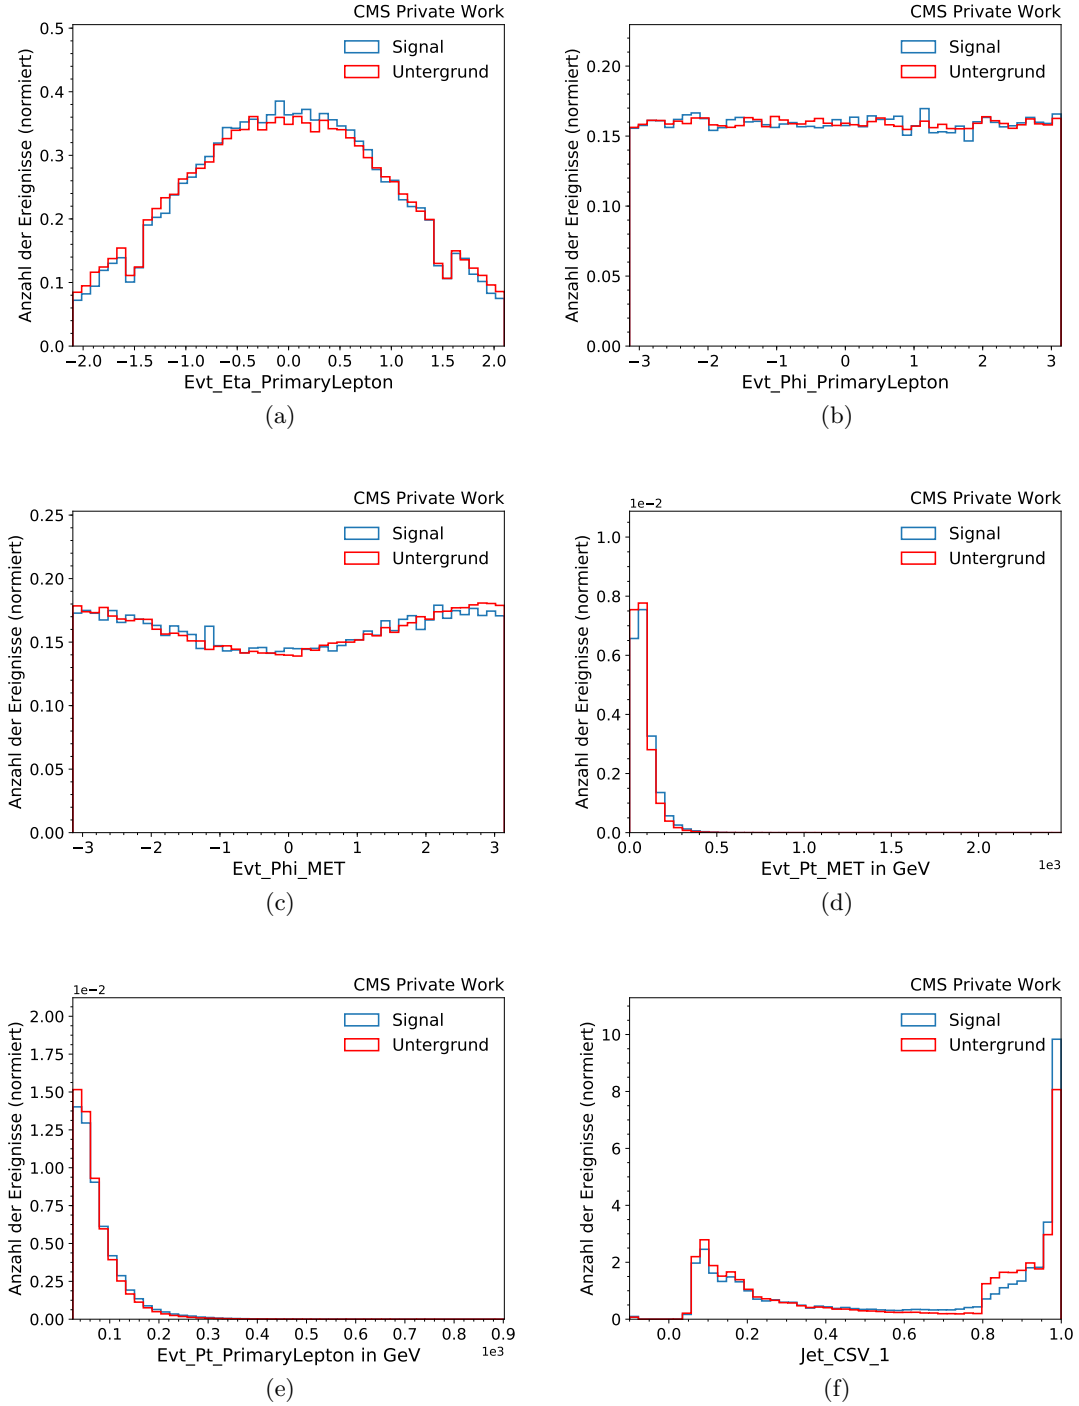 CMS Private Work
0.5
0.4
0.3
0.2
0.1
0.0
Anzahl der Ereignisse (normiert)
Signal
Untergrund
−2.0 −1.5 −1.0 −0.5 0.0 0.5 1.0 1.5 2.0
Evt_Eta_PrimaryLepton
(a)
CMS Private Work
0.20
0.15
0.10
0.05
0.00
Anzahl der Ereignisse (normiert)
Signal
Untergrund
−3 −2 −1 0 1 2 3
Evt_Phi_PrimaryLepton
(b)
CMS Private Work
0.25
0.20
0.15
0.10
0.05
0.00
Anzahl der Ereignisse (normiert)
Signal
Untergrund
−3 −2 −1 0 1 2 3
Evt_Phi_MET
(c)
CMS Private Work
1e−2
1.0
0.8
0.6
0.4
0.2
0.0
Anzahl der Ereignisse (normiert)
Signal
Untergrund
0.0 0.5 1.0 1.5 2.0
1e3
Evt_Pt_MET in GeV
(d)
CMS Private Work
1e−2
2.00
1.75
1.50
1.25
1.00
0.75
0.50
0.25
0.00
Anzahl der Ereignisse (normiert)
Signal
Untergrund
0.1 0.2 0.3 0.4 0.5 0.6 0.7 0.8 0.9
1e3
Evt_Pt_PrimaryLepton in GeV
(e)
CMS Private Work
10
8
6
4
2
0
Anzahl der Ereignisse (normiert)
Signal
Untergrund
0.0 0.2 0.4 0.6 0.8 1.0
Jet_CSV_1
(f)